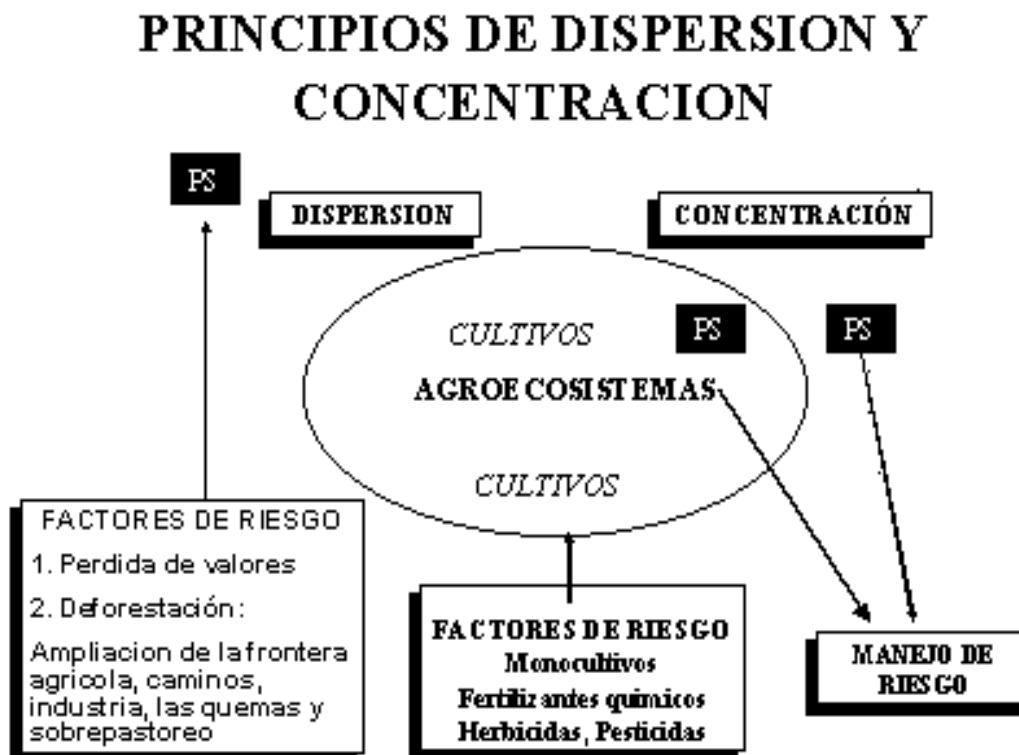 PRINCIPIOS DE DISPERSION Y
CONCENTRACION
PS
DISPERSION
CONCENTRACIÓN
CULTIVOS
PS
PS
AGROECOSISTEMAS
CULTIVOS
FACTORES DE RIESGO
1. Perdida de valores
2. Deforestación:
Ampliacion de la frontera
agricola, caminos,
industria, las quemas y
sobrepastoreo
FACTORES DE RIESGO
Monocultivos
Fertilizantes químicos
Herbicidas, Pesticidas
MANEJO DE
RIESGO